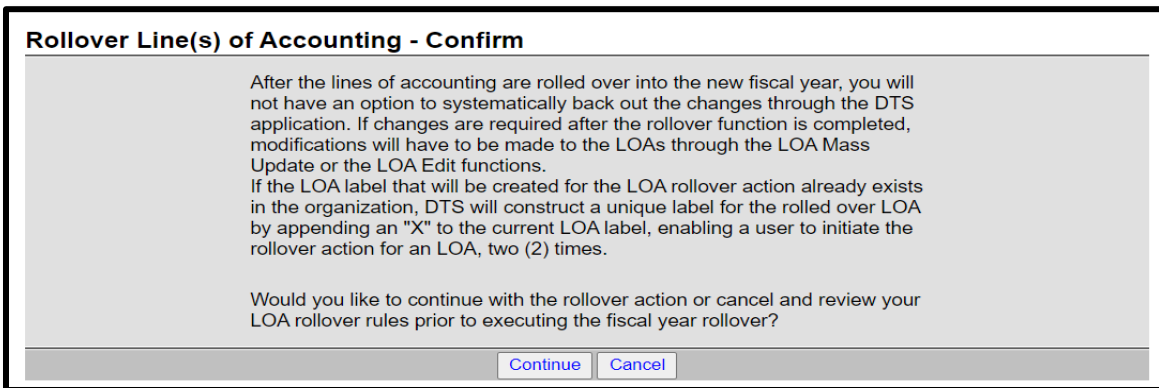 Rollover Line(s) of Accounting - Confirm
After the lines of accounting are rolled over into the new fiscal year, you will
not have an option to systematically back out the changes through the DTS
application. If changes are required after the rollover function is completed,
modifications will have to be made to the LOAs through the LOA Mass
Update or the LOA Edit functions.
If the LOA label that will be created for the LOA rollover action already exists
in the organization, DTS will construct a unique label for the rolled over LOA
by appending an "X" to the current LOA label, enabling a user to initiate the
rollover action for an LOA, two (2) times.
Would you like to continue with the rollover action or cancel and review your
LOA rollover rules prior to executing the fiscal year rollover?
Continue Cancel